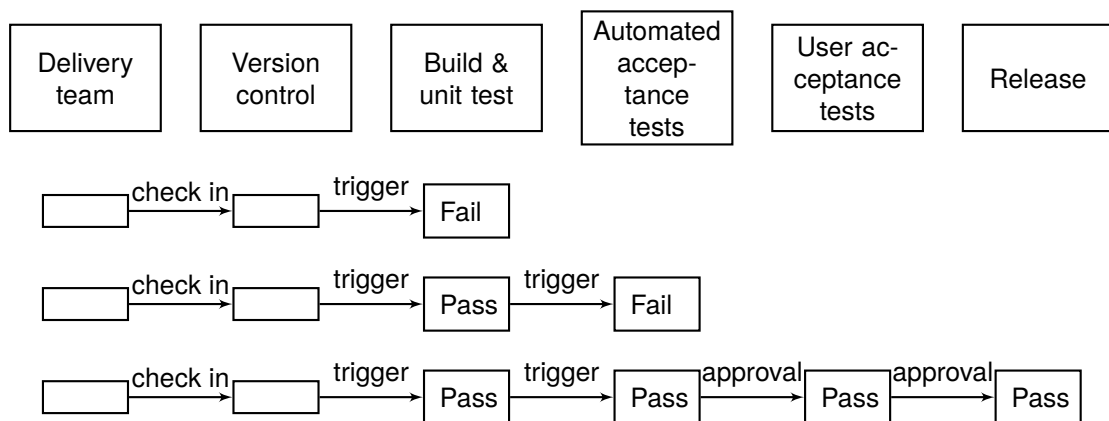 Delivery
team
Version
control
Build &
unit test
Automated
accep-
tance
tests
User ac-
ceptance
tests
Release
check in
trigger
Fail
check in
trigger
Pass
trigger
Fail
check in
trigger
Pass
trigger
Pass
approval
Pass
approval
Pass